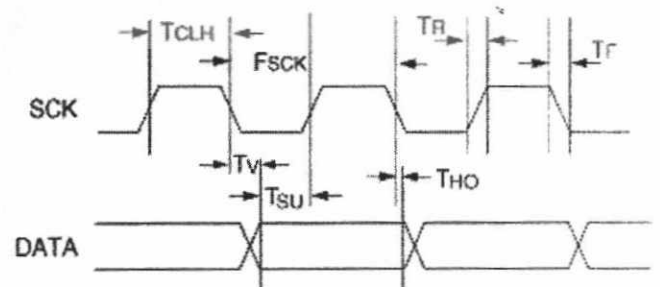 TCLH
TR
TF
FSCK
SCK
TV
THO
TSU
DATA